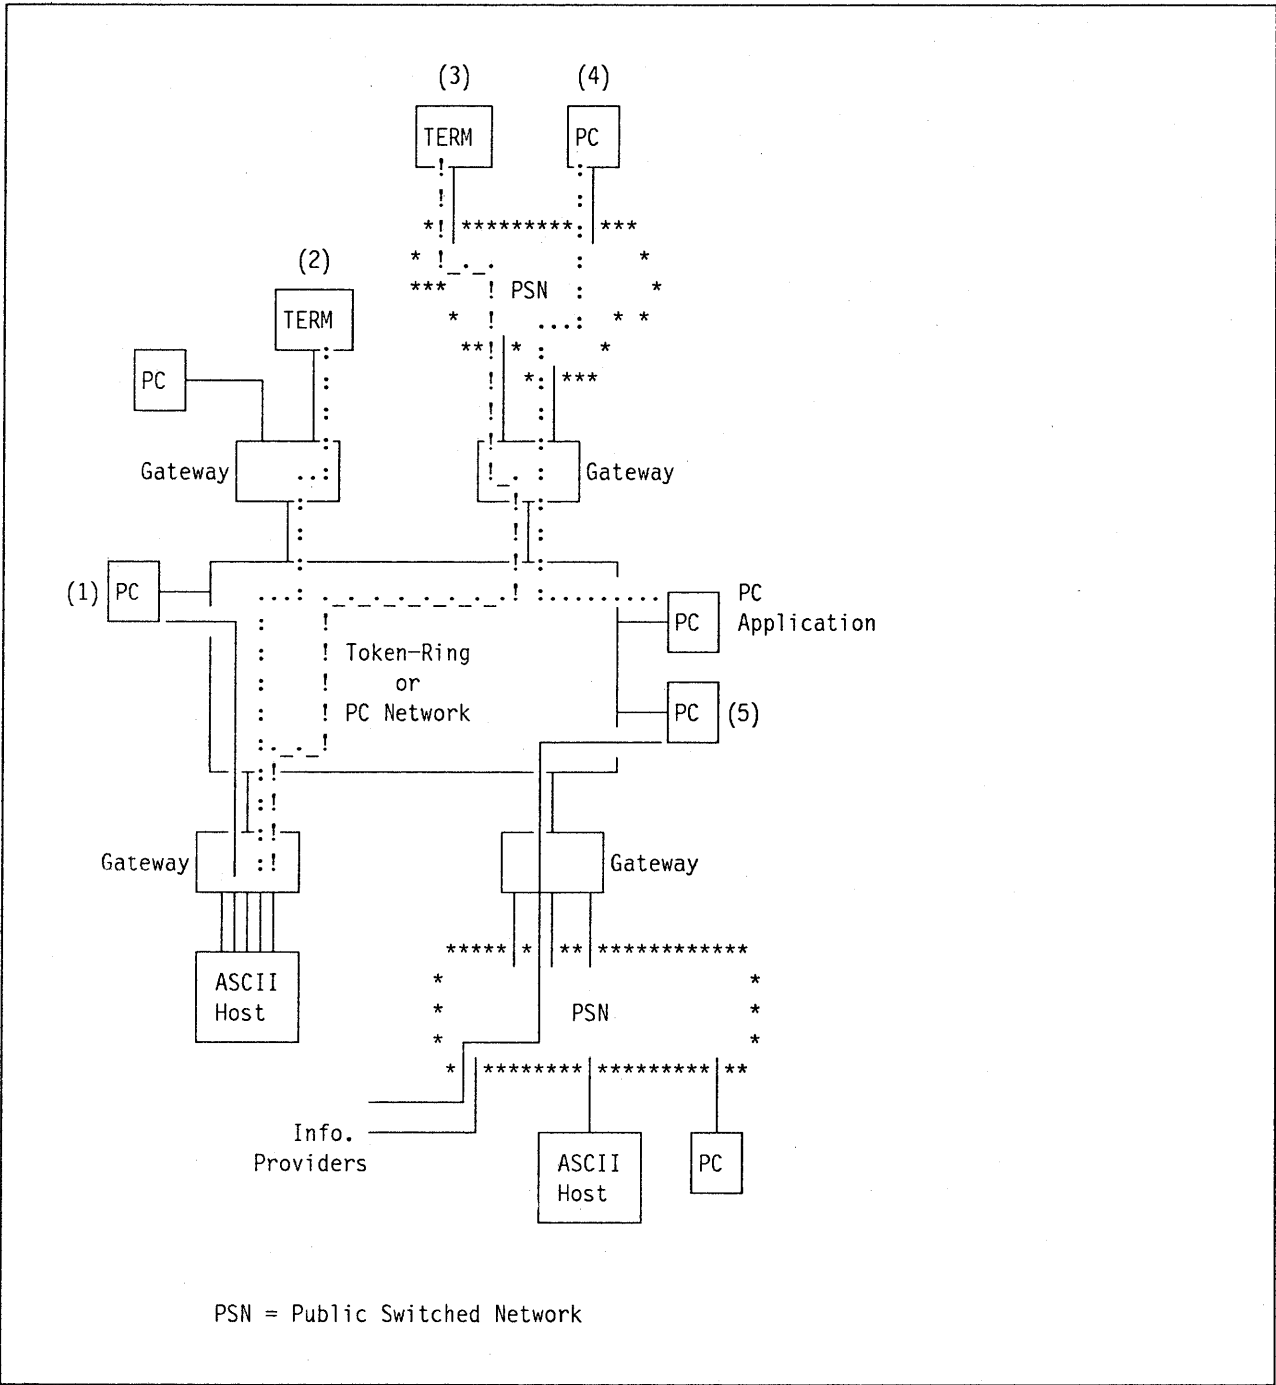 (3) (4)
TERM PC
(2)
PSN
TERM
PC
Gateway Gateway
(1) PC PC
PC Application
Token-Ring
or
PC Network PC (5)
Gateway Gateway
ASCII
Host PSN
Info.
Providers ASCII PC
Host
PSN = Public Switched Network